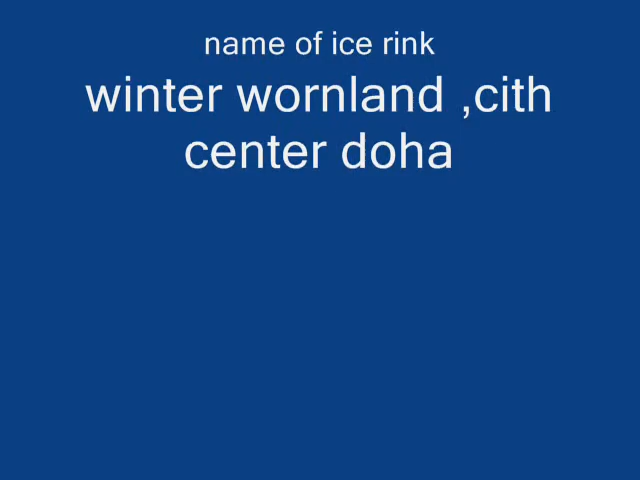 name of ice rink
winter wornland ,cith
center doha